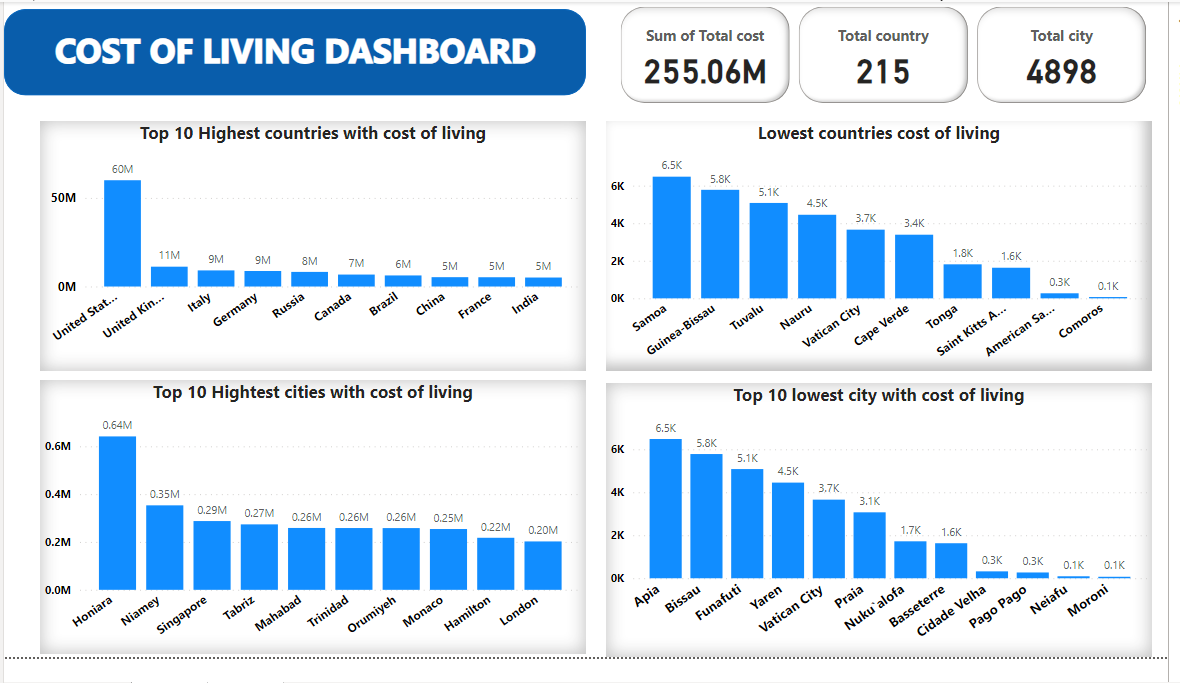 COST OF LIVING DASHBOARD
Sum of Total cost
255.06M
Total country
215
Total city
4898
Top 10 Highest countries with cost of living
50M
0M
60M
11M
9M
9M
8M
7M
6M
5M
5M
5M
United Stat...
United Kin...
Italy
Germany
Russia
Canada
Brazil
China
France
India
Lowest countries cost of living
6K
4K
2K
0K
6.5K
5.8K
5.1K
4.5K
3.7K
3.4K
1.8K
1.6K
0.3K
0.1K
Samoa
Guinea-Bissau
Tuvalu
Nauru
Vatican City
Cape Verde
Tonga
Saint Kitts A...
American Sa...
Comoros
Top 10 Hightest cities with cost of living
0.6M
0.4M
0.2M
0.0M
0.64M
0.35M
0.29M
0.27M
0.26M
0.26M
0.26M
0.25M
0.22M
0.20M
Honiara
Niamey
Singapore
Tabriz
Mahabad
Trinidad
Orumiyeh
Monaco
Hamilton
London
Top 10 lowest city with cost of living
6K
4K
2K
0K
6.5K
5.8K
5.1K
4.5K
3.7K
3.1K
1.7K
1.6K
0.3K
0.3K
0.1K
0.1K
Apia
Bissau
Funafuti
Yaren
Vatican City
Praia
Nuku alofa
Basseterre
Cidade Velha
Pago Pago
Neiafu
Moroni